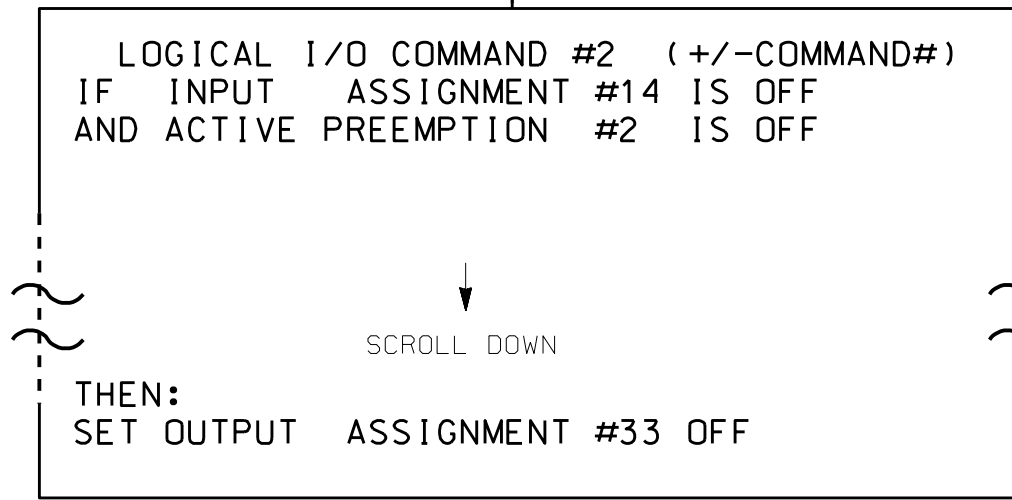 LOGICAL I/O COMMAND #2 (+/-COMMAND#)
IF INPUT ASSIGNMENT #14 IS OFF
AND ACTIVE PREEMPTION #2 IS OFF
SCROLL DOWN
THEN:
SET OUTPUT ASSIGNMENT #33 OFF